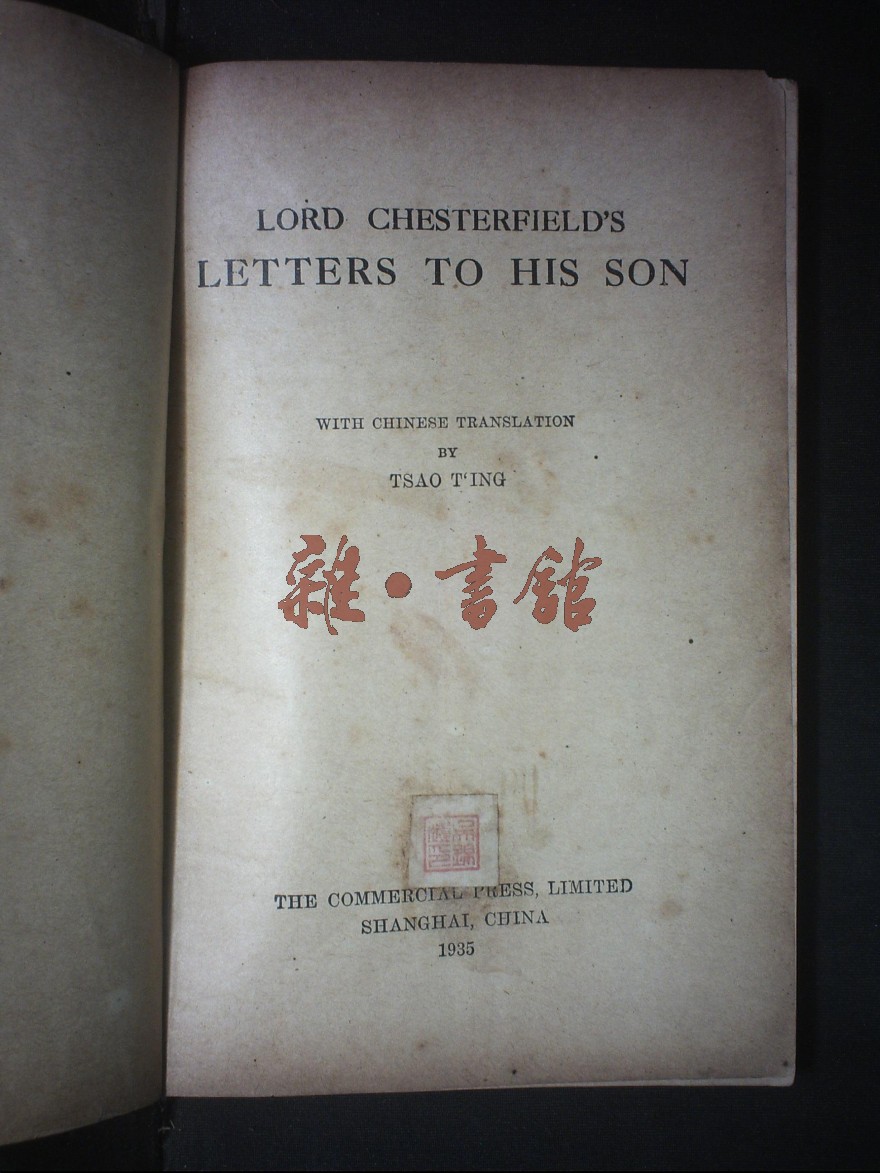 LORD CHESTERFIELD'S
LETTERS TO HIS SON
WITH CHINESE TRANSLATION
BY
TSAO T‘ING
雜•書館
THE COMMERCIAL PRESS, LIMITED
SHANGHAI, CHINA
1935